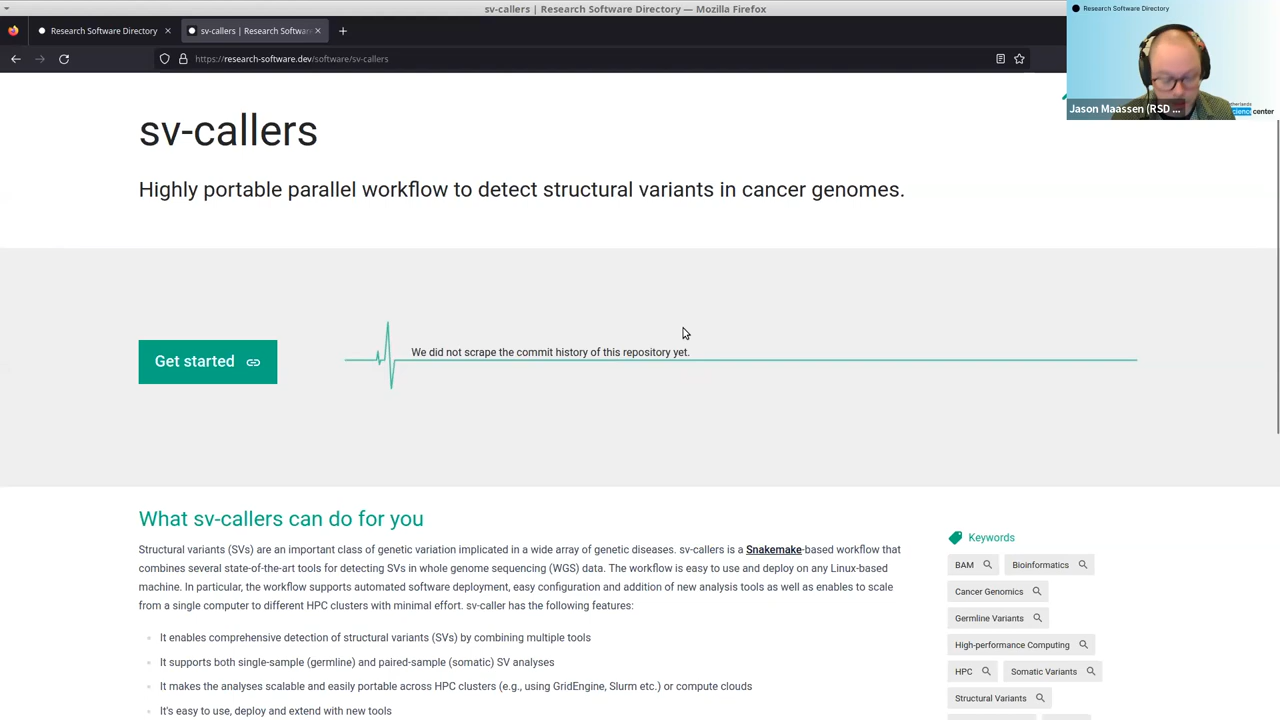 sv-callers | Research Software Directory — Mozilla Firefox
Research Software Directory
sv-callers | Research Softwar
https://research-software.dev/software/sv-callers
Research Software Directory
Jason Maassen (RSD ...
center
sv-callers
Highly portable parallel workflow to detect structural variants in cancer genomes.
Get started
We did not scrape the commit history of this repository yet.
What sv-callers can do for you
Structural variants (SVs) are an important class of genetic variation implicated in a wide array of genetic diseases. sv-callers is a Snakemake-based workflow that
combines several state-of-the-art tools for detecting SVs in whole genome sequencing (WGS) data. The workflow is easy to use and deploy on any Linux-based
machine. In particular, the workflow supports automated software deployment, easy configuration and addition of new analysis tools as well as enables to scale
from a single computer to different HPC clusters with minimal effort. sv-caller has the following features:
It enables comprehensive detection of structural variants (SVs) by combining multiple tools
It supports both single-sample (germline) and paired-sample (somatic) SV analyses
It makes the analyses scalable and easily portable across HPC clusters (e.g., using GridEngine, Slurm etc.) or compute clouds
It's easy to use, deploy and extend with new tools
Keywords
BAM
Bioinformatics
Cancer Genomics
Germline Variants
High-performance Computing
HPC
Somatic Variants
Structural Variants